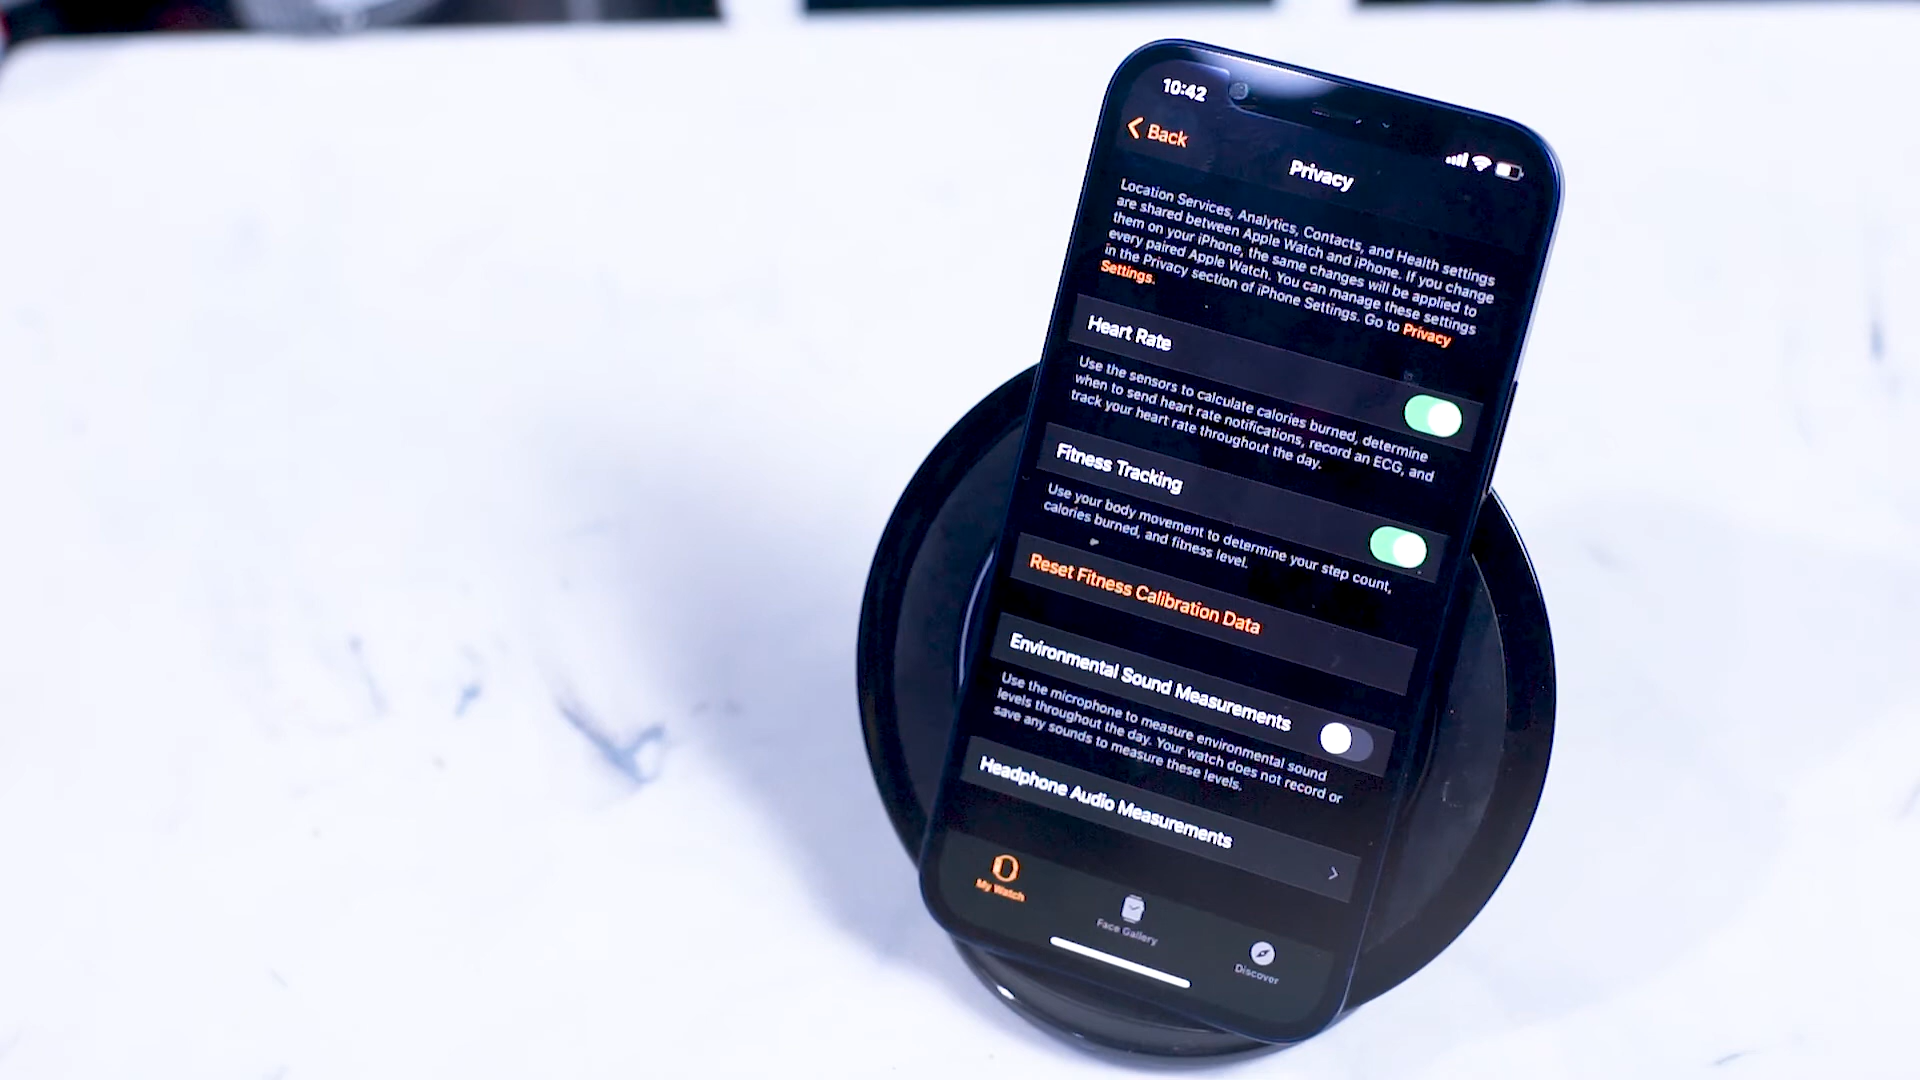 10:42
Back
Privacy
Location Services, Analytics, Contacts, and Health settings
are shared between Apple Watch and iPhone. If you change
them on your iPhone, the same changes will be applied to
every paired Apple Watch. You can manage these settings
in the Privacy section of iPhone Settings. Go to Privacy
Settings.
Heart Rate
Use the sensors to calculate calories burned, determine
when to send heart rate notifications, record an ECG, and
track your heart rate throughout the day.
Fitness Tracking
Use your body movement to determine your step count,
calories burned, and fitness level.
Reset Fitness Calibration Data
Environmental Sound Measurements
Use the microphone to measure environmental sound
levels throughout the day. Your watch does not record or
save any sounds to measure these levels.
Headphone Audio Measurements
My Watch
Face Gallery
Discover